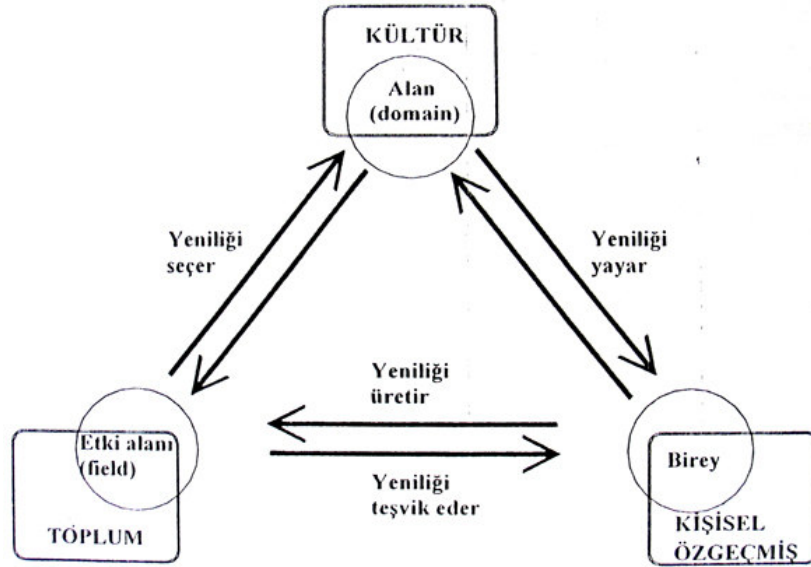 KÜLTÜR
Alan
(domain)
Yeniliği
seçer
Yeniliği
yayar
Yeniliği
üretir
Etki alanı
(field)
TOPLUM
Yeniliği
teşvik eder
Birey
KİŞİSEL
ÖZGEÇMİŞ